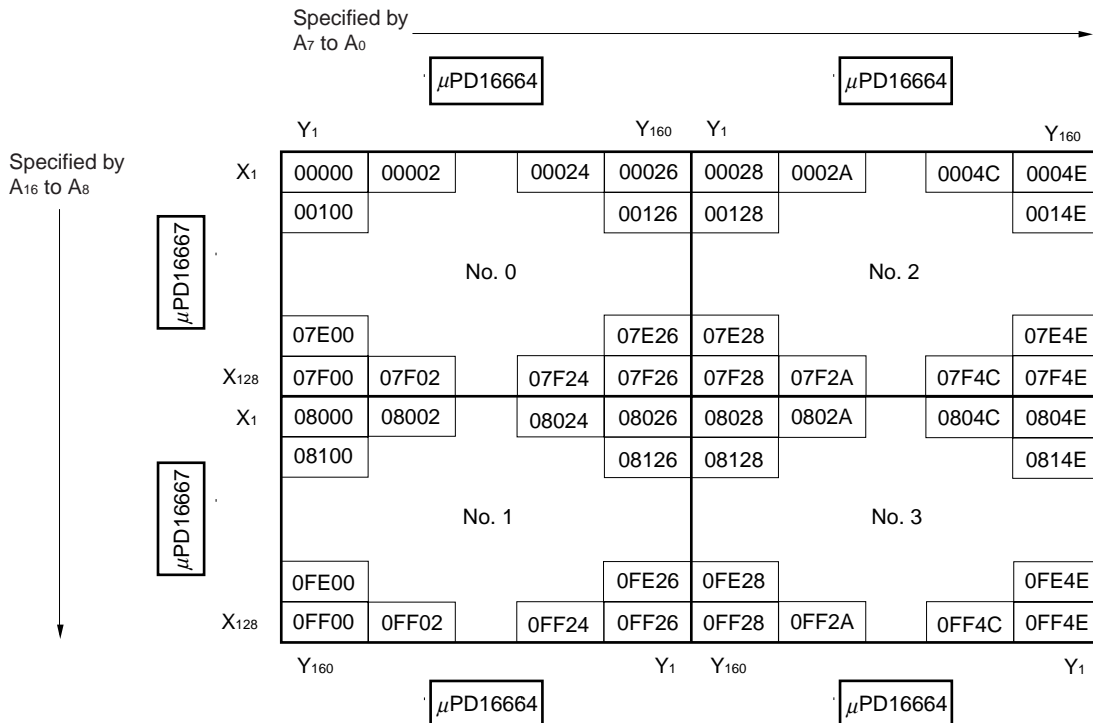 Specified by
A7 to A0
μPD16664 μPD16664
Y1 Y160 Y1 Y160
Specified by
A16 to A8
X1 00000 00002 00024 00026 00028 0002A 0004C 0004E
00100 00126 00128 0014E
μPD16667
No. 0 No. 2
07E00 07E26 07E28 07E4E
X128 07F00 07F02 07F24 07F26 07F28 07F2A 07F4C 07F4E
X1 08000 08002 08024 08026 08028 0802A 0804C 0804E
08100 08126 08128 0814E
μPD16667
No. 1 No. 3
0FE00 0FE26 0FE28 0FE4E
X128 0FF00 0FF02 0FF24 0FF26 0FF28 0FF2A 0FF4C 0FF4E
Y160 Y1 Y160 Y1
μPD16664 μPD16664